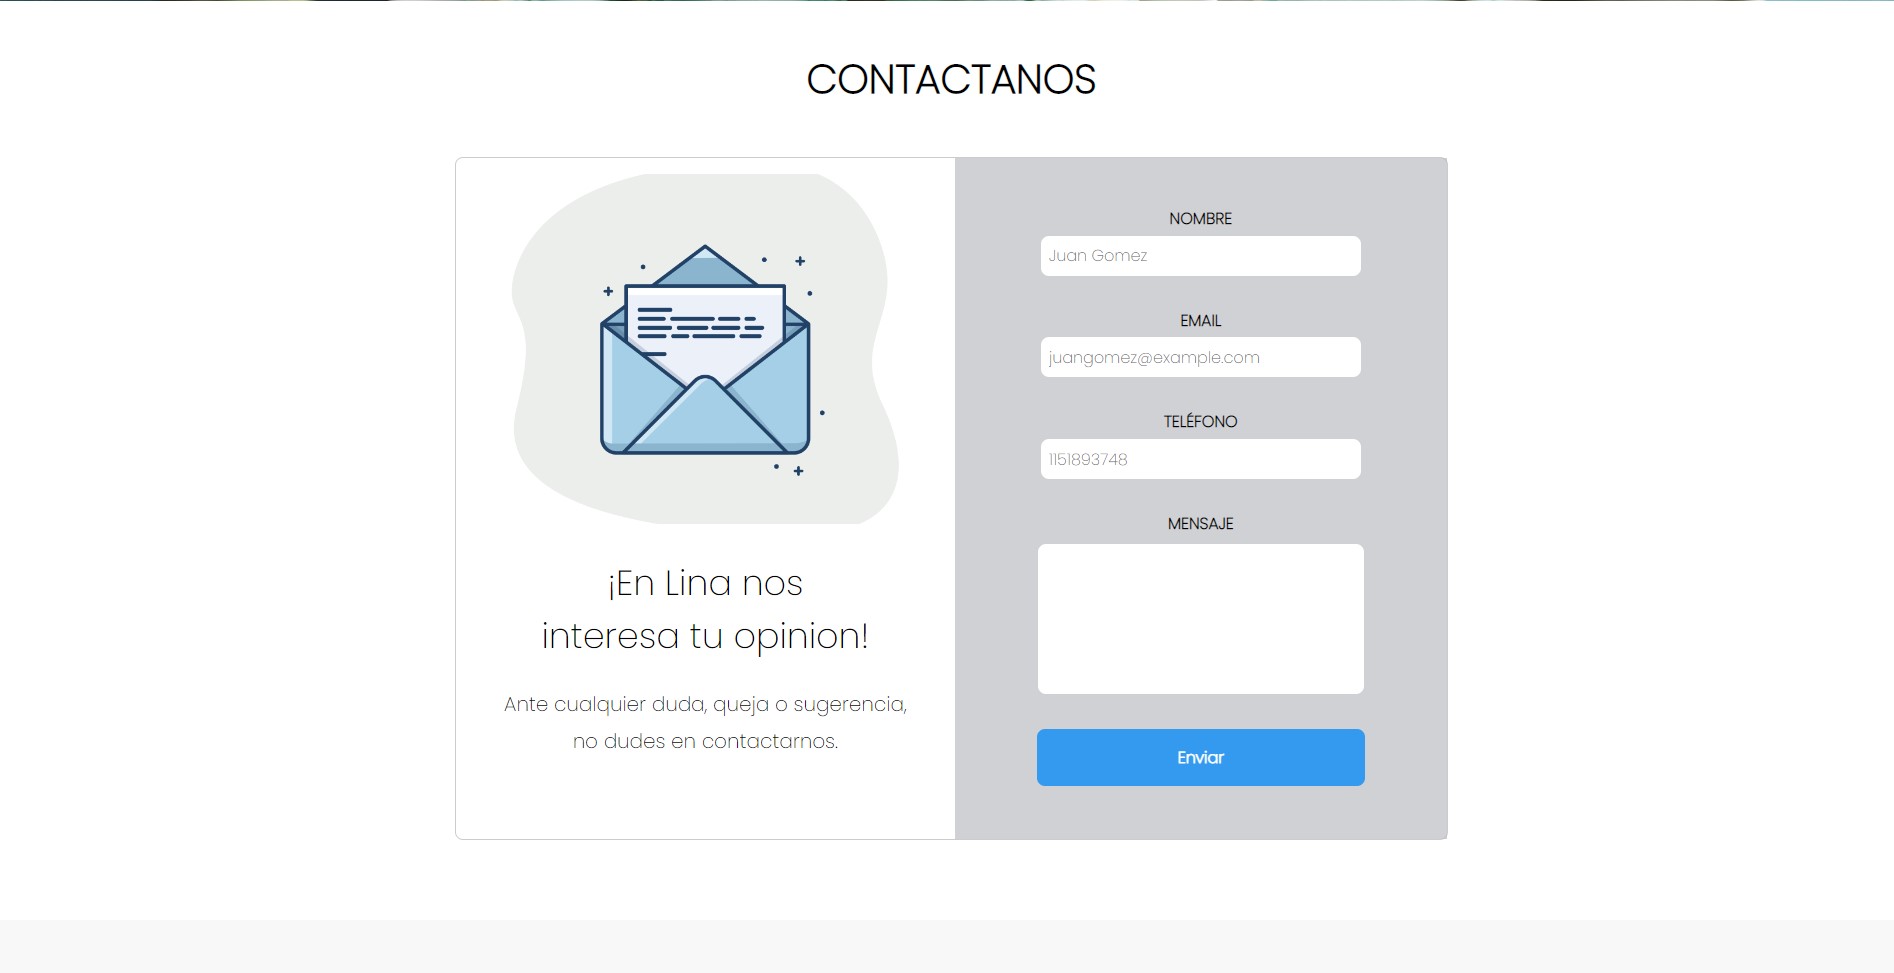 CONTACTANOS
¡En Lina nos
interesa tu opinion!
Ante cualquier duda, queja o sugerencia,
no dudes en contactarnos.
NOMBRE
Juan Gomez
EMAIL
juangomez@example.com
TELÉFONO
1151893748
MENSAJE
Enviar